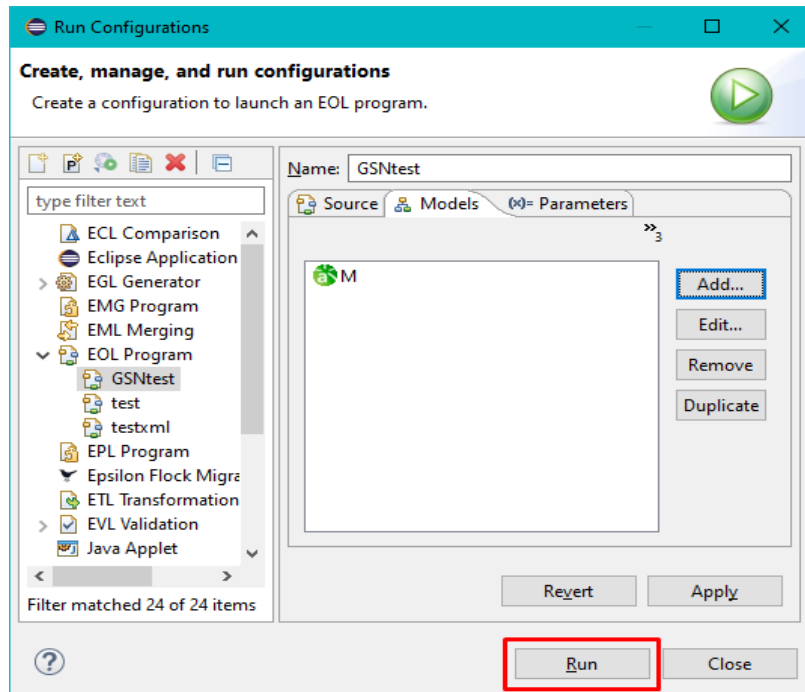 Run Configurations
Create, manage, and run configurations
Create a configuration to launch an EOL program.
type filter text
ECL Comparison
Eclipse Application
EGL Generator
EMG Program
EML Merging
EOL Program
GSNtest
test
testxml
EPL Program
Epsilon Flock Migra
ETL Transformation
EVL Validation
Java Applet
Filter matched 24 of 24 items
Name: GSNtest
Source Models (x)= Parameters
»3
M
Add...
Edit...
Remove
Duplicate
Revert Apply
? Run Close